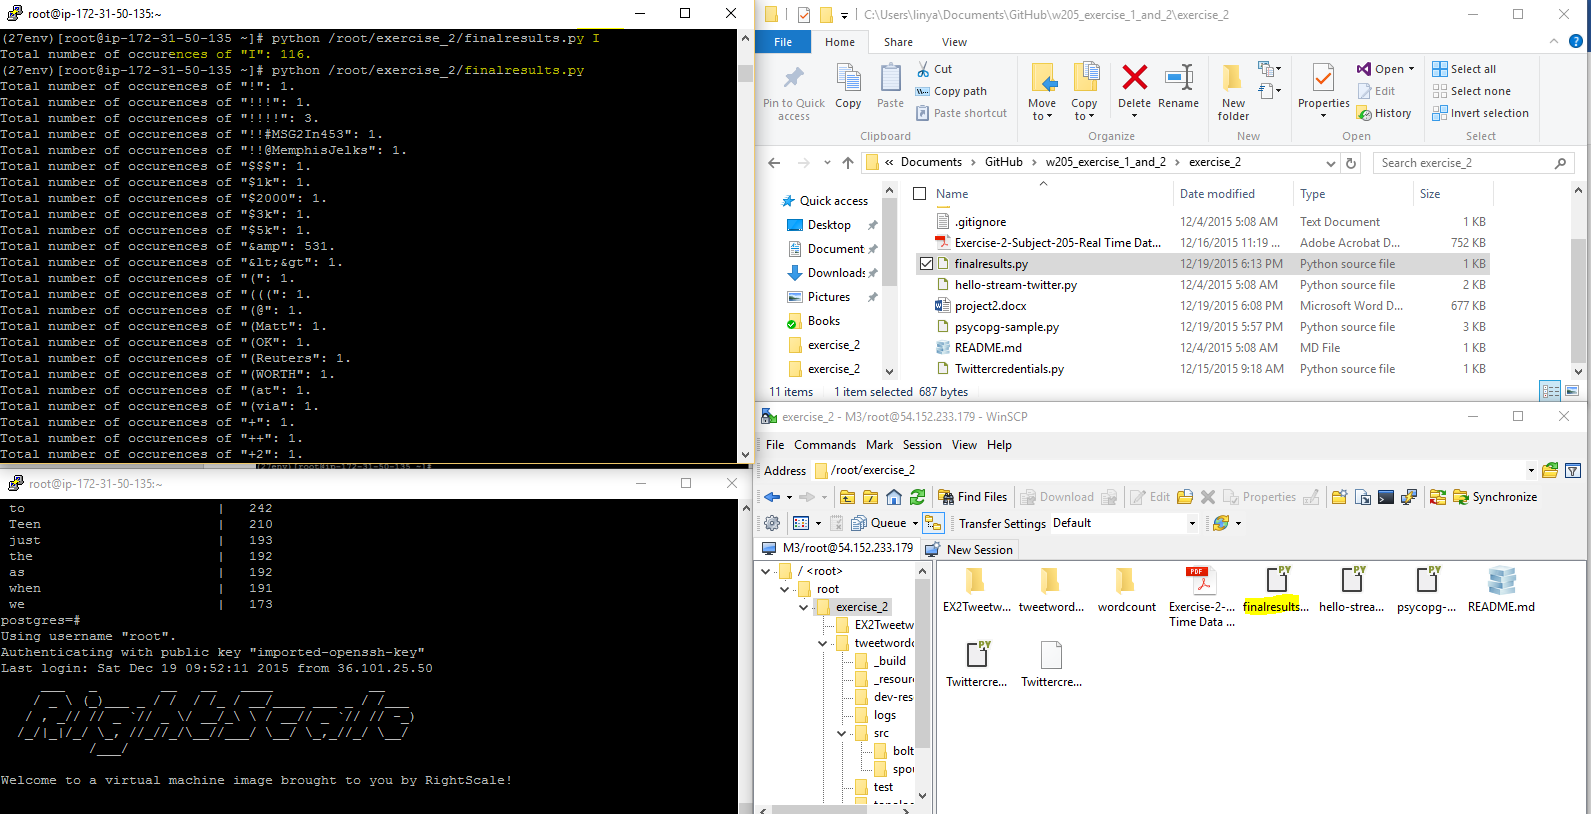 root@ip-172-31-50-135:~
(27env)[root@ip-172-31-50-135 ~]# python /root/exercise_2/finalresults.py I
Total number of occurences of "I": 116.
(27env)[root@ip-172-31-50-135 ~]# python /root/exercise_2/finalresults.py
Total number of occurences of "!": 1.
Total number of occurences of "!!!": 1.
Total number of occurences of "!!!!": 3.
Total number of occurences of "!!#MSG2In453": 1.
Total number of occurences of "!!@MemphisJelks": 1.
Total number of occurences of "$$$": 1.
Total number of occurences of "$1k": 1.
Total number of occurences of "$2000": 1.
Total number of occurences of "$3k": 1.
Total number of occurences of "$5k": 1.
Total number of occurences of "&amp": 531.
Total number of occurences of "&lt;&gt": 1.
Total number of occurences of "(": 1.
Total number of occurences of "(((": 1.
Total number of occurences of "(@": 1.
Total number of occurences of "(Matt": 1.
Total number of occurences of "(OK": 1.
Total number of occurences of "(Reuters": 1.
Total number of occurences of "(WORTH": 1.
Total number of occurences of "(at": 1.
Total number of occurences of "(via": 1.
Total number of occurences of "+": 1.
Total number of occurences of "++": 1.
Total number of occurences of "+2": 1.
(27env)[root@ip-172-31-50-135 ~]#
root@ip-172-31-50-135:~
to | 242
Teen | 210
just | 193
the | 192
as | 192
when | 191
we | 173
postgres=#
Using username "root".
Authenticating with public key "imported-openssh-key"
Last login: Sat Dec 19 09:52:11 2015 from 36.101.25.50
RightScale
Welcome to a virtual machine image brought to you by RightScale!
C:\Users\linya\Documents\GitHub\w205_exercise_1_and_2\exercise_2
File Home Share View
Pin to Quick access
Copy
Paste
Cut
Copy path
Paste shortcut
Clipboard
Move to
Copy to
Delete
Rename
Organize
New folder
New
Properties
Open
Edit
History
Open
Select all
Select none
Invert selection
Select
« Documents GitHub w205_exercise_1_and_2 exercise_2
Search exercise_2
Quick access
Desktop
Document
Downloads
Pictures
Books
exercise_2
exercise_2
Name Date modified Type Size
.gitignore 12/4/2015 5:08 AM Text Document 1 KB
Exercise-2-Subject-205-Real Time Dat... 12/16/2015 11:19 ... Adobe Acrobat D... 752 KB
finalresults.py 12/19/2015 6:13 PM Python source file 1 KB
hello-stream-twitter.py 12/4/2015 5:08 AM Python source file 2 KB
project2.docx 12/19/2015 6:08 PM Microsoft Word D... 677 KB
psycopg-sample.py 12/19/2015 5:57 PM Python source file 3 KB
README.md 12/4/2015 5:08 AM MD File 1 KB
Twittercredentials.py 12/15/2015 9:18 AM Python source file 1 KB
11 items 1 item selected 687 bytes
exercise_2 - M3/root@54.152.233.179 - WinSCP
File Commands Mark Session View Help
Address /root/exercise_2
Find Files Download Edit Properties Synchronize
Queue Transfer Settings Default
M3/root@54.152.233.179 New Session
/ <root>
root
exercise_2
EX2Tweetw
tweetwordc
_build
_resour
dev-res
logs
src
bolt
spou
test
EX2Tweetw... tweetword... wordcount Exercise-2-... Time Data ... finalresults... hello-strea... psycopg-... README.md
Twittercre... Twittercre...